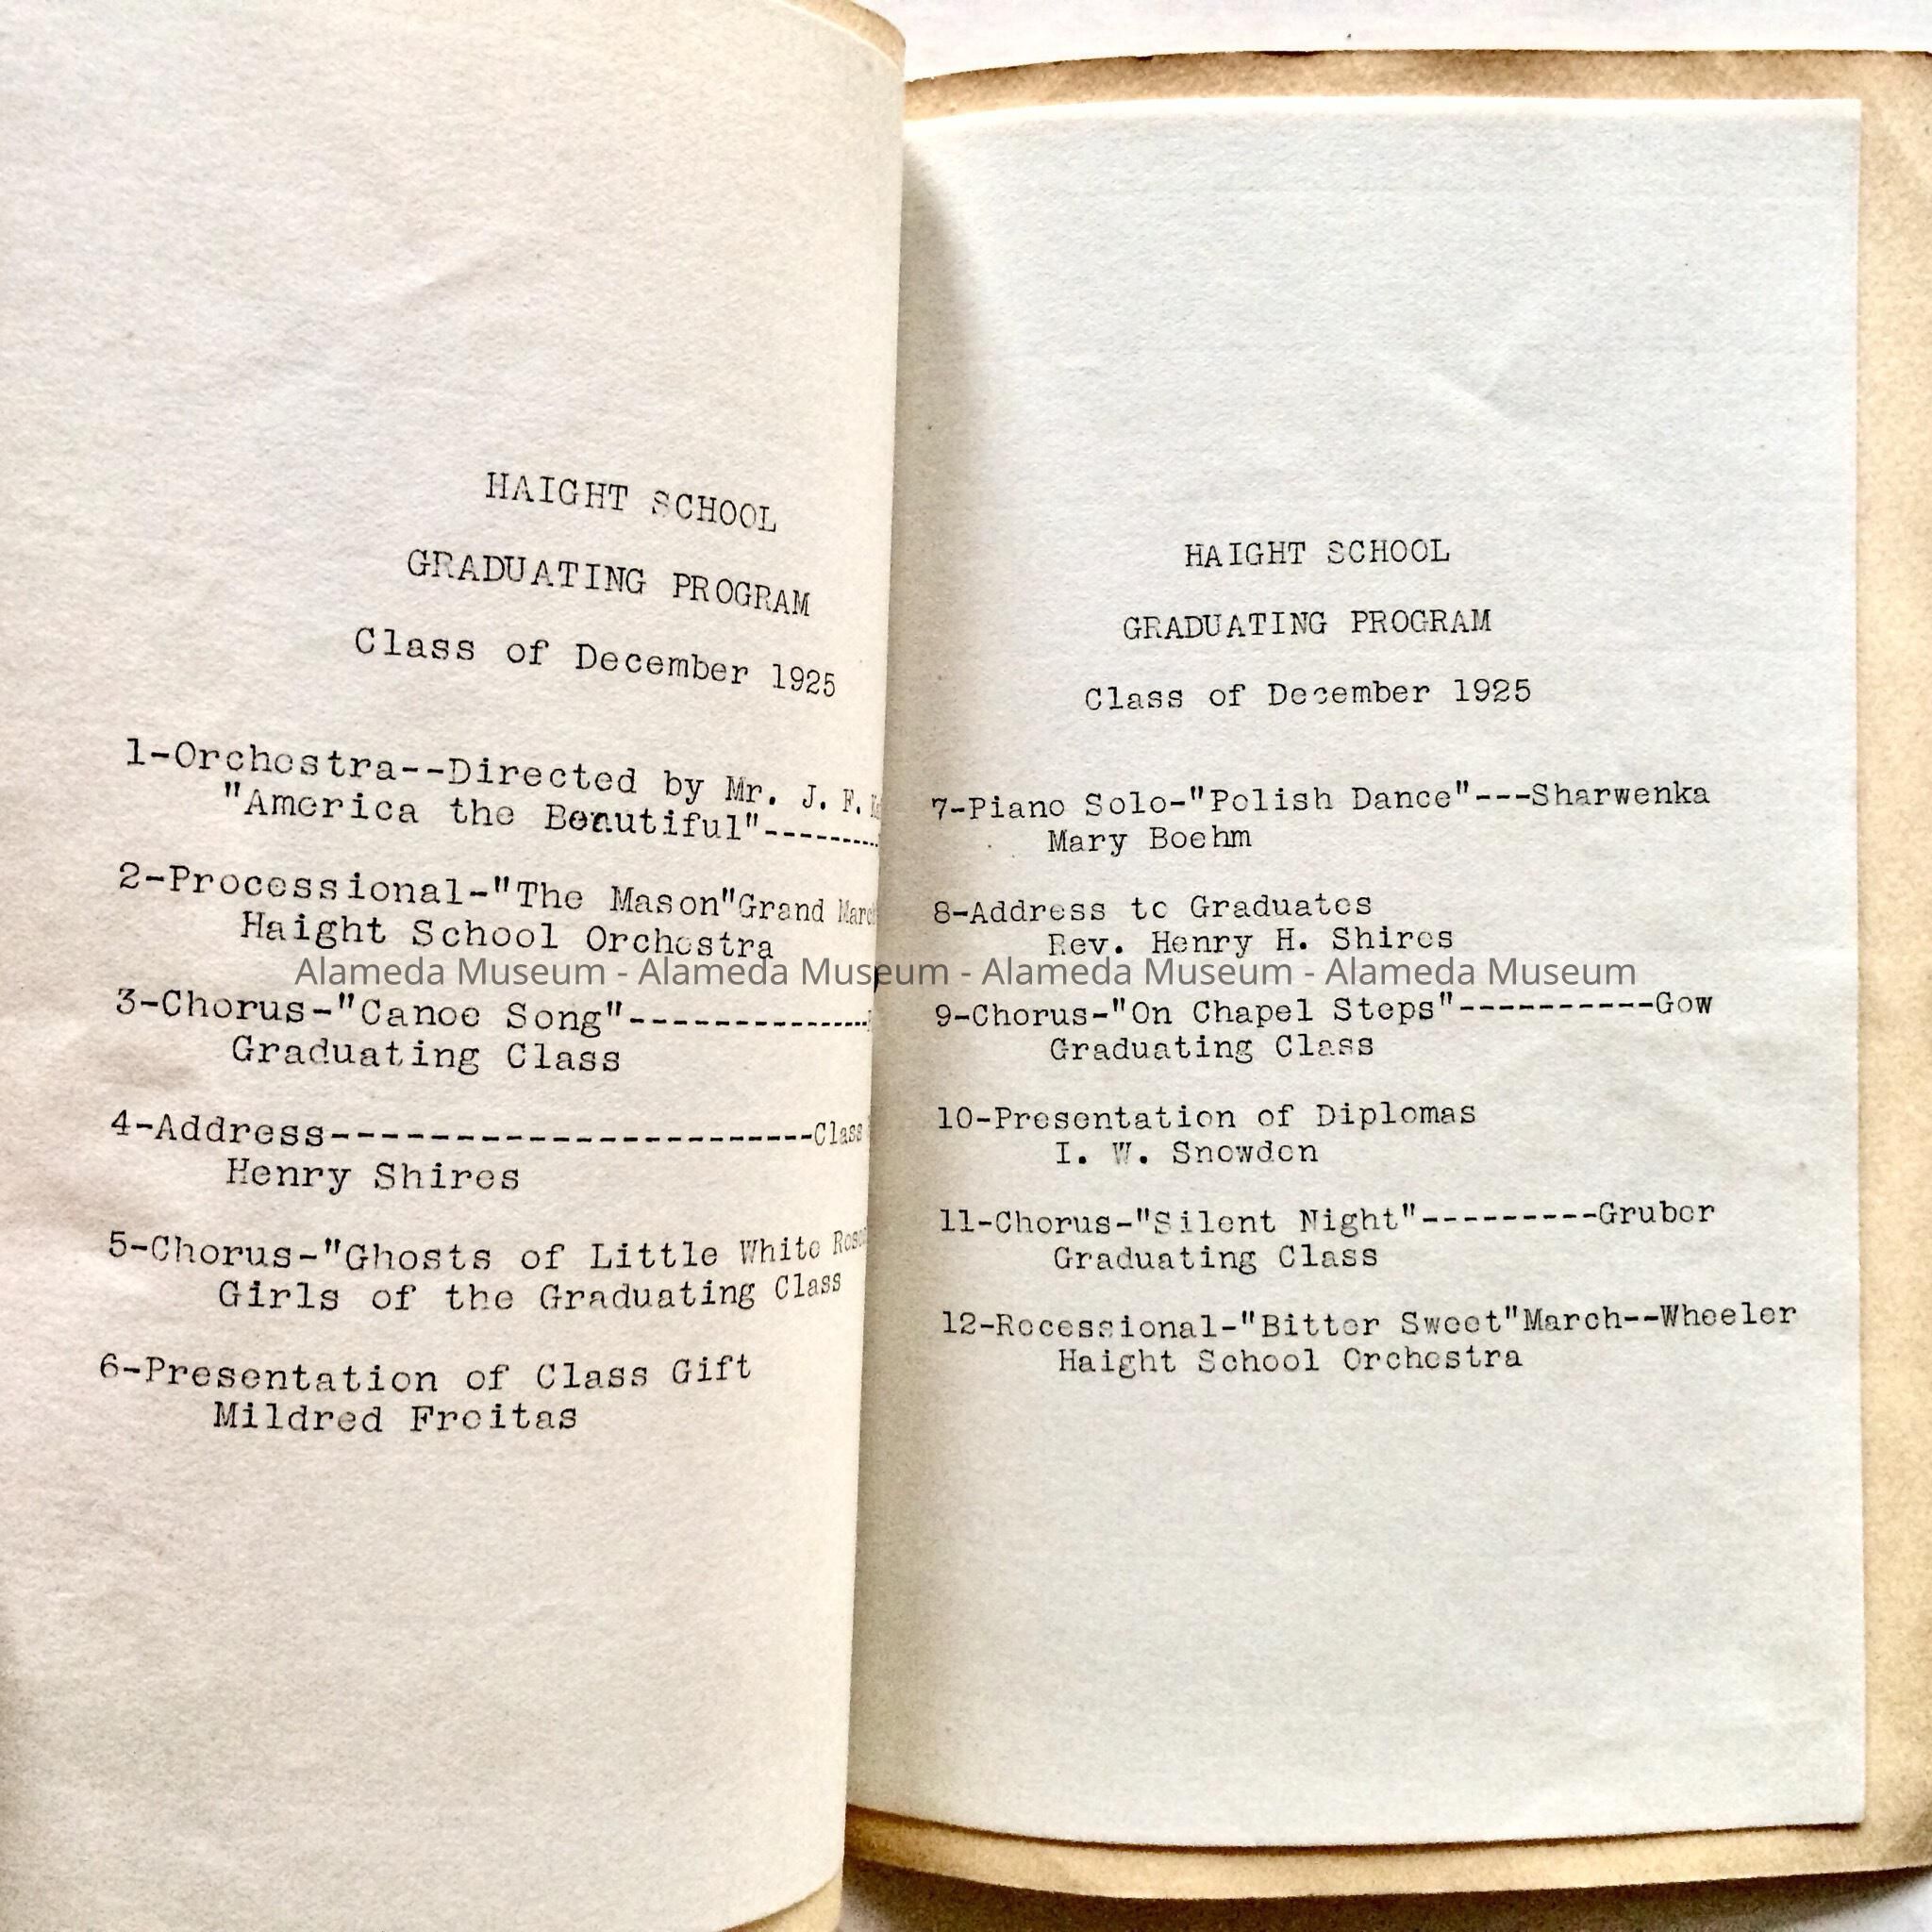 HAIGHT SCHOOL
GRADUATING PROGRAM
Class of December 1925
1-Orchestra--Directed by Mr. J. F.
"America the Beautiful"--------
2-Processional-"The Mason"Grand
Haight School Orchestra
3-Chorus-"Canoe Song"----------------
Graduating Class
4-Address-----------------------Class
Henry Shires
5-Chorus-"Ghosts of Little White
Girls of the Graduating Class
6-Presentation of Class Gift
Mildred Freitas
HAIGHT SCHOOL
GRADUATING PROGRAM
Class of December 1925
7-Piano Solo-"Polish Dance"---Sharwenka
Mary Boehm
8-Address to Graduates
Rev. Henry H. Shires
Alameda Museum - Alameda Museum - Alameda Museum - Alameda Museum
9-Chorus-"On Chapel Steps"----------Gow
Graduating Class
10-Presentation of Diplomas
I. W. Snowden
11-Chorus-"Silent Night"---------Gruber
Graduating Class
12-Recessional-"Bitter Sweet"March--Wheeler
Haight School Orchestra